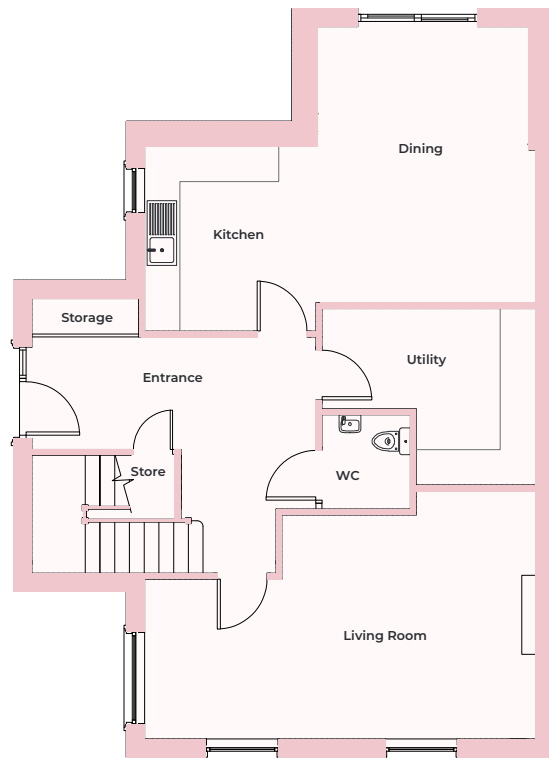 Dining
Kitchen
Storage
Utility
Entrance
Store
WC
Living Room